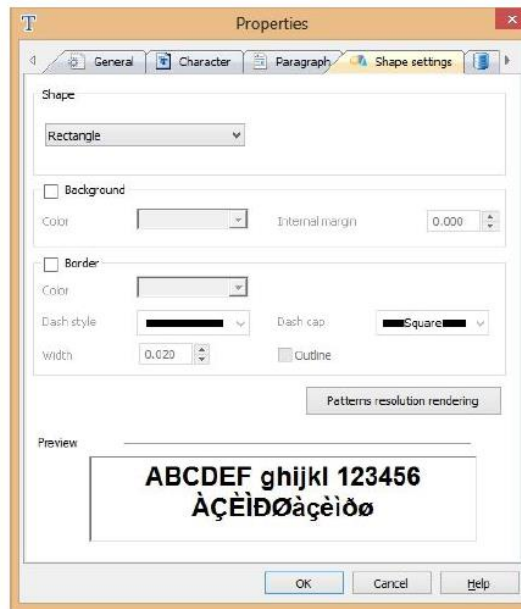 T
Properties
General
Character
Paragraph
Shape settings
Shape
Rectangle
Background
Color
Internal margin
0.000
Border
Color
Dash style
Dash cap
Square
Width
0.020
Outline
Patterns resolution rendering
Preview
ABCDEF ghijkl 123456
ÀÇÈÌÐØàçèìðø
OK
Cancel
Help